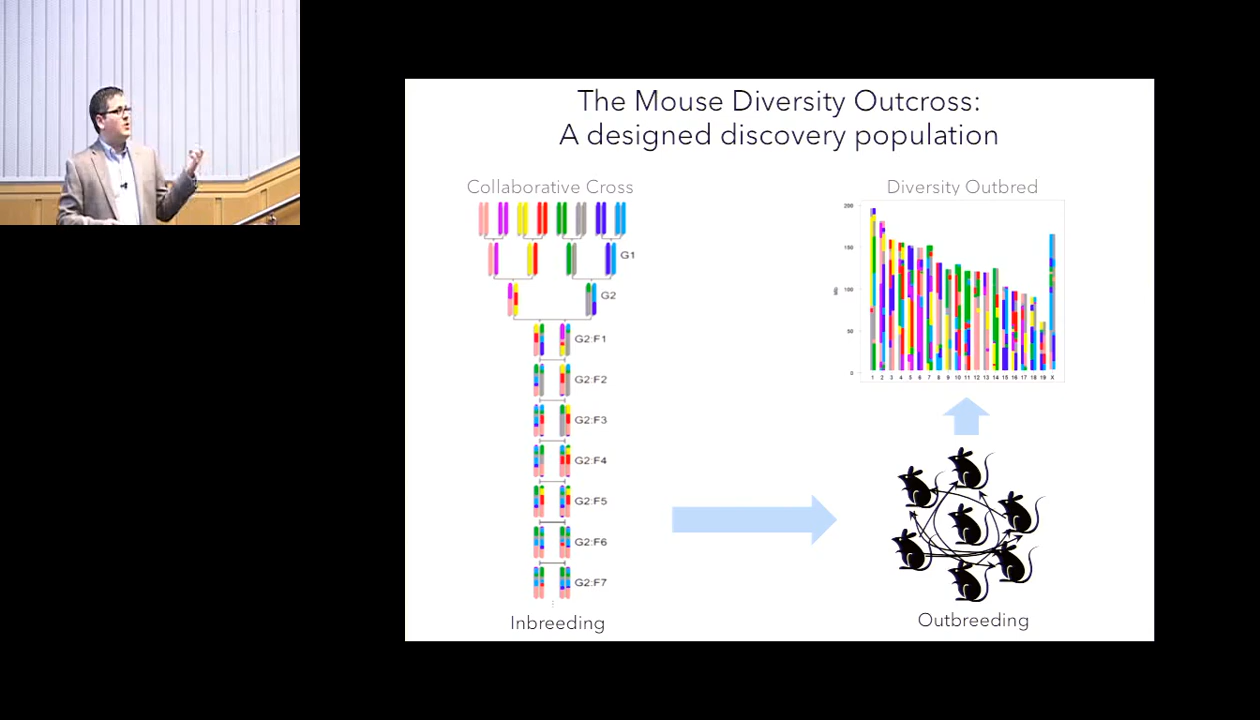 The Mouse Diversity Outcross:
A designed discovery population
Collaborative Cross
G1
G2
G2:F1
G2:F2
G2:F3
G2:F4
G2:F5
G2:F6
G2:F7
Inbreeding
Diversity Outbred
200
150
100
50
0
Mb
1 2 3 4 5 6 7 8 9 10 11 12 13 14 15 16 17 18 19 X
Outbreeding